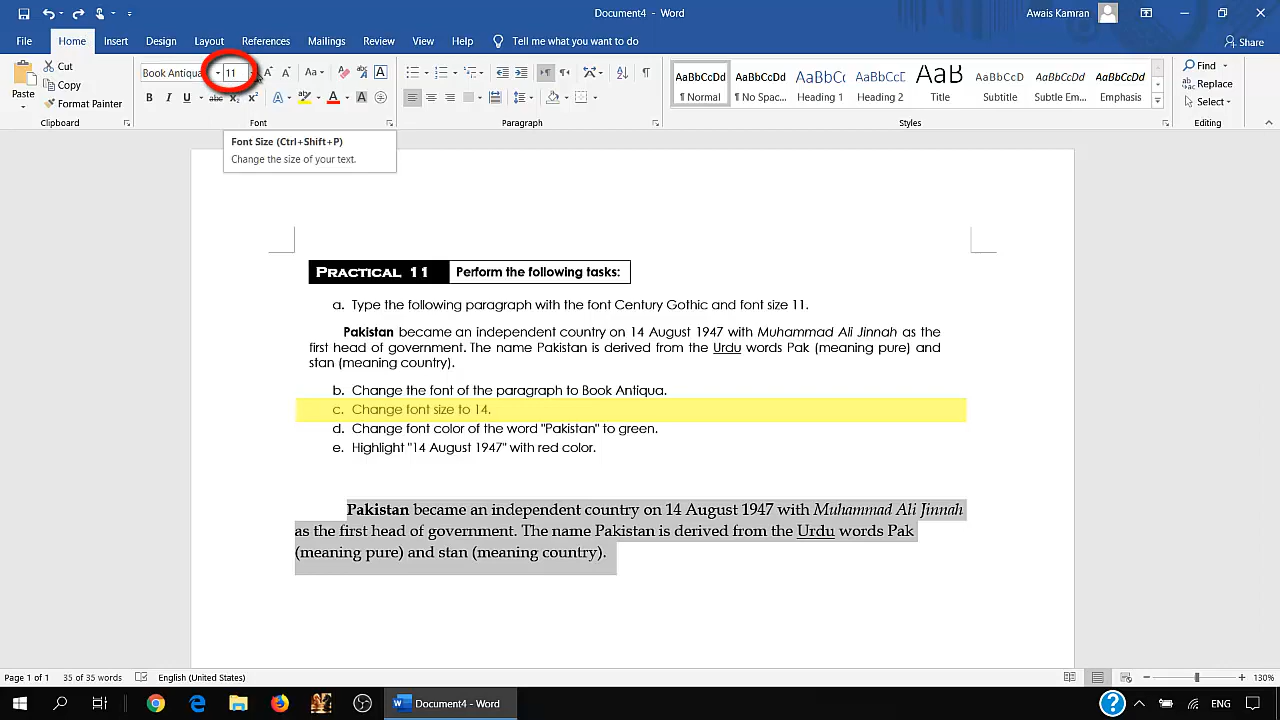 Document4 - Word
Awais Kamran
File Home Insert Design Layout References Mailings Review View Help Tell me what you want to do
Share
Paste
Cut
Copy
Format Painter
Clipboard
Book Antiqua 11
Font
Paragraph
AaBbCcDd AaBbCcDd AaBbCc AaBbCcDd AaB AaBbCcDd AaBbCcDd AaBbCcDd
¶ Normal ¶ No Spac... Heading 1 Heading 2 Title Subtitle Subtle Em... Emphasis
Styles
Find
Replace
Select
Editing
Font Size (Ctrl+Shift+P)
Change the size of your text.
PRACTICAL 11 Perform the following tasks:
a. Type the following paragraph with the font Century Gothic and font size 11.
Pakistan became an independent country on 14 August 1947 with Muhammad Ali Jinnah as the
first head of government. The name Pakistan is derived from the Urdu words Pak (meaning pure) and
stan (meaning country).
b. Change the font of the paragraph to Book Antiqua.
c. Change font size to 14.
d. Change font color of the word "Pakistan" to green.
e. Highlight "14 August 1947" with red color.
Pakistan became an independent country on 14 August 1947 with Muhammad Ali Jinnah
as the first head of government. The name Pakistan is derived from the Urdu words Pak
(meaning pure) and stan (meaning country).
Page 1 of 1 35 of 35 words English (United States) 130%
Document4 - Word
ENG